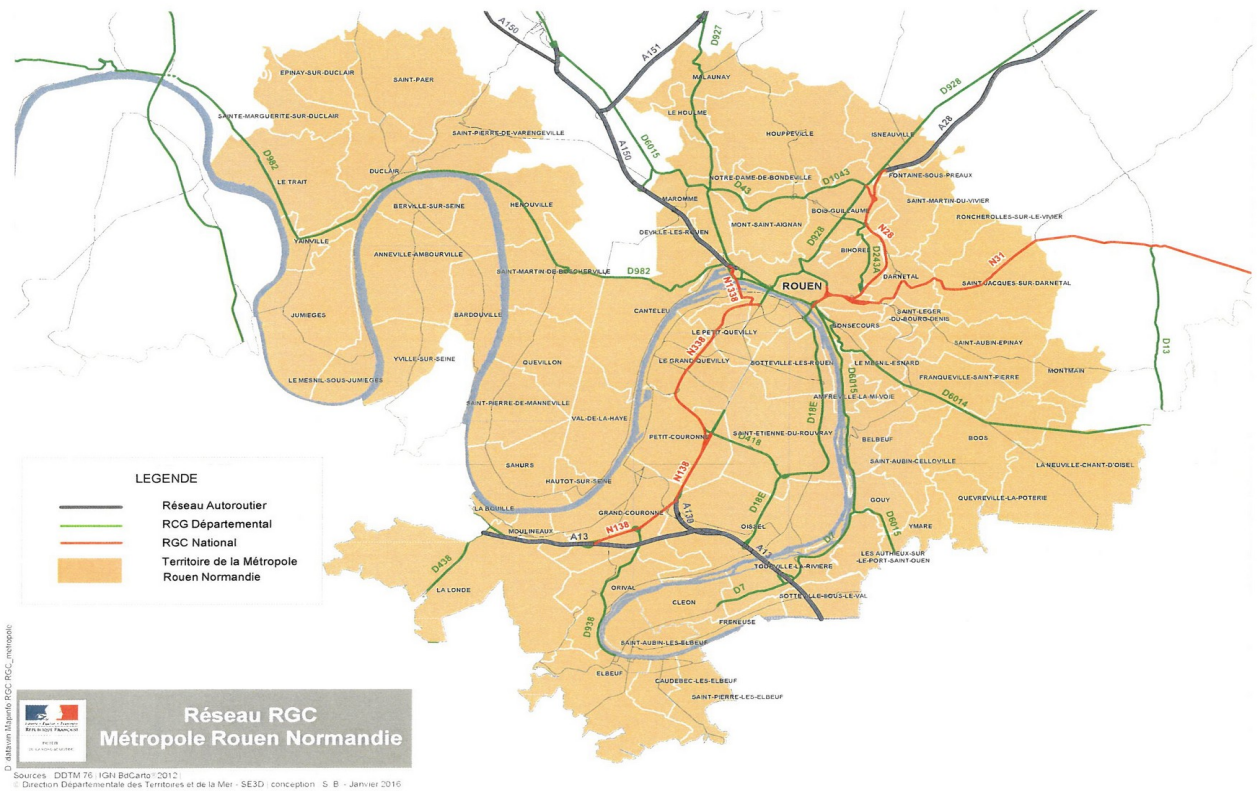 A150
A151
D927
D928
A28
EPINAY-SUR-DUCLAIR
SAINT-PAER
MALAUNAY
LE HOULME
SAINTE-MARGUERITE-SUR-DUCLAIR
SAINT-PIERRE-DE-VARENGEVILLE
HOUPPEVILLE
ISNEAUVILLE
D6015
A150
D982
LE TRAIT
DUCLAIR
NOTRE-DAME-DE-BONDEVILLE
D43
D1043
FONTAINE-SOUS-PREAUX
SAINT-MARTIN-DU-VIVIER
RONCHEROLLES-SUR-LE-VIVIER
MAROMME
BERVILLE-SUR-SEINE
HENOUVILLE
BOIS-GUILLAUME
MONT-SAINT-AIGNAN
DEVILLE-LES-ROUEN
D928
N28
YAINVILLE
ANNEVILLE-AMBOURVILLE
BIHOREL
D243A
SAINT-MARTIN-DE-BOSCHERVILLE
D982
DARNETAL
N31
N1338
ROUEN
SAINT-JACQUES-SUR-DARNETAL
JUMIEGES
BARDOUVILLE
CANTELEU
SAINT-LEGER
-DU-BOURG-DENIS
BONSECOURS
LE PETIT-QUEVILLY
SAINT-AUBIN-EPINAY
D13
YVILLE-SUR-SEINE
QUEVILLON
N338
LE GRAND-QUEVILLY
SOTTEVILLE-LES-ROUEN
LE MESNIL-ESNARD
MONTMAIN
LE MESNIL-SOUS-JUMIEGES
FRANQUEVILLE-SAINT-PIERRE
D6015
AMFREVILLE-LA-MI-VOIE
D6014
SAINT-PIERRE-DE-MANNEVILLE
VAL-DE-LA-HAYE
D18E
PETIT-COURONNE
D418
SAINT-ETIENNE-DU-ROUVRAY
BELBEUF
BOOS
SAHURS
SAINT-AUBIN-CELLOVILLE
LA NEUVILLE-CHANT-D'OISEL
HAUTOT-SUR-SEINE
N138
LA BOUILLE
GRAND-COURONNE
D18E
GOUY
QUEVREVILLE-LA-POTERIE
A138
MOULINEAUX
A13
N138
OISSEL
YMARE
D6015
A13
D7
LES AUTHIEUX-SUR
-LE-PORT-SAINT-OUEN
D438
TOURVILLE-LA-RIVIERE
LA LONDE
ORIVAL
D7
SOTTEVILLE-SOUS-LE-VAL
CLEON
D938
FRENEUSE
SAINT-AUBIN-LES-ELBEUF
ELBEUF
CAUDEBEC-LES-ELBEUF
SAINT-PIERRE-LES-ELBEUF
LEGENDE
Réseau Autoroutier
RCG Départemental
RGC National
Territoire de la Métropole
Rouen Normandie
D:\datawn Mapinfo RGC RGC_metropole
RÉPUBLIQUE FRANÇAISE
Réseau RGC
Métropole Rouen Normandie
Sources : DDTM 76 | IGN BdCarto®2012 |
© Direction Départementale des Territoires et de la Mer - SE3D | conception : S. B. - Janvier 2016